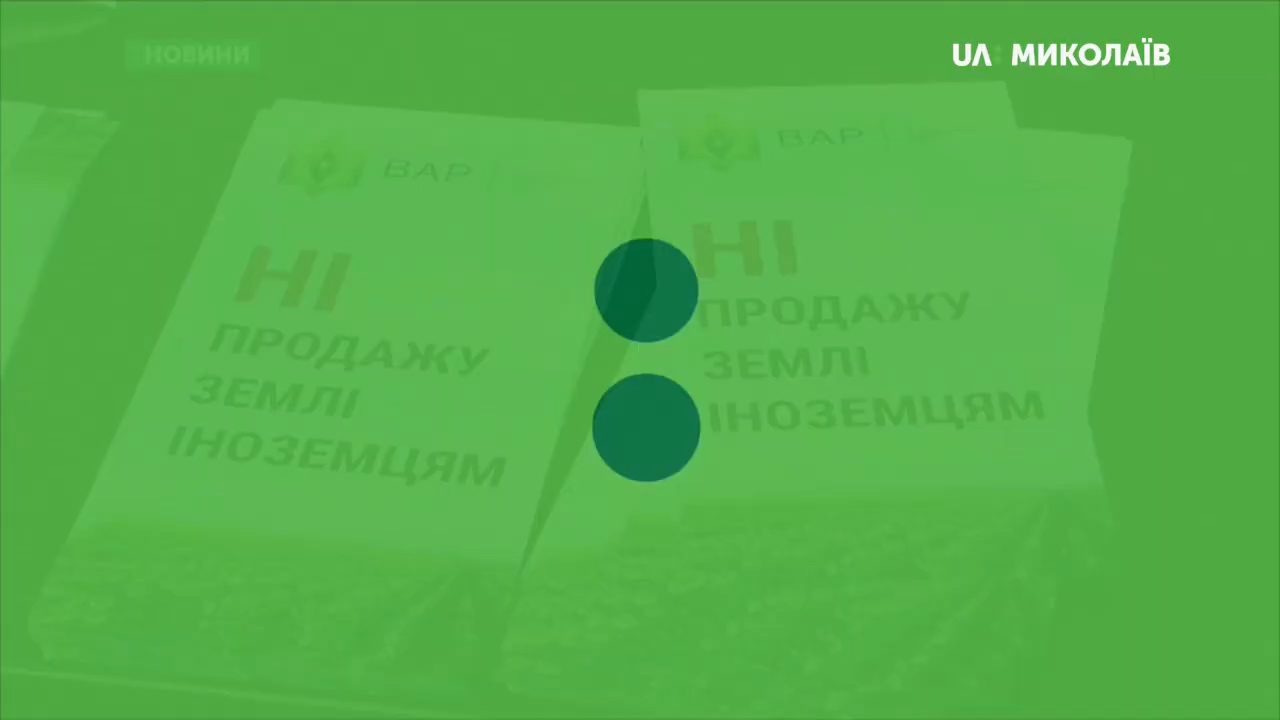 НОВИНИ
UA: МИКОЛАЇВ
ВАР
НІ
ПРОДАЖУ
ЗЕМЛІ
ІНОЗЕМЦЯМ
ВАР
НІ
ПРОДАЖУ
ЗЕМЛІ
ІНОЗЕМЦЯМ